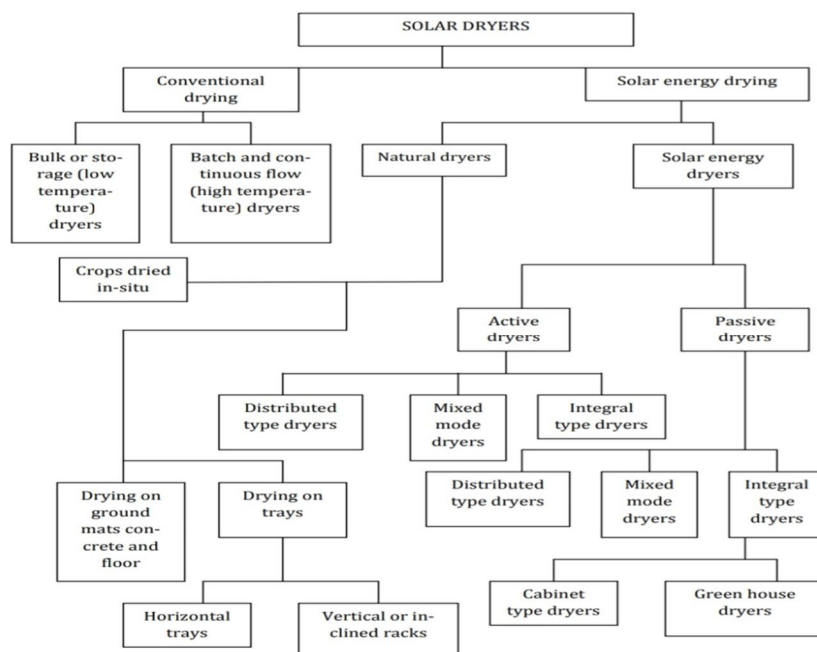 SOLAR DRYERS
Conventional
drying
Solar energy drying
Bulk or sto-
rage (low
tempera-
ture)
dryers
Batch and con-
tinuous flow
(high tempera-
ture) dryers
Natural dryers
Solar energy
dryers
Crops dried
in-situ
Active
dryers
Passive
dryers
Distributed
type dryers
Mixed
mode
dryers
Integral
type dryers
Drying on
ground
mats con-
crete and
floor
Drying on
trays
Distributed
type dryers
Mixed
mode
dryers
Integral
type
dryers
Horizontal
trays
Vertical or in-
clined racks
Cabinet
type dryers
Green house
dryers